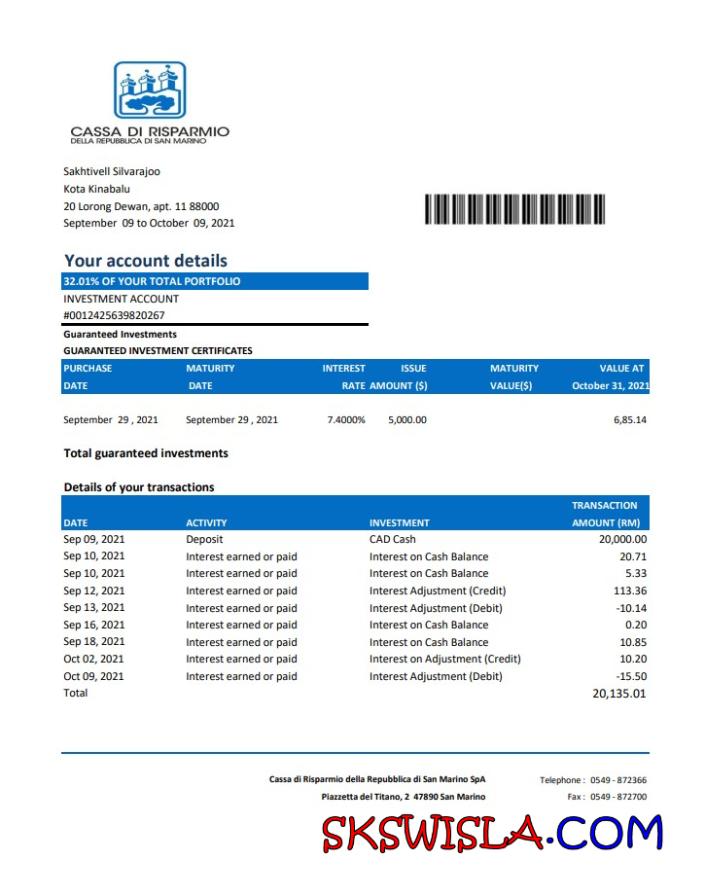 CASSA DI RISPARMIO
DELLA REPUBBLICA DI SAN MARINO
Sakhtivell Silvarajoo
Kota Kinabalu
20 Lorong Dewan, apt. 11 88000
September 09 to October 09, 2021
Your account details
32.01% OF YOUR TOTAL PORTFOLIO
INVESTMENT ACCOUNT
#0012425639820267
Guaranteed Investments
GUARANTEED INVESTMENT CERTIFICATES
PURCHASE MATURITY INTEREST ISSUE MATURITY VALUE AT
DATE DATE RATE AMOUNT ($) VALUE($) October 31, 2021
September 29 , 2021 September 29 , 2021 7.4000% 5,000.00 6,85.14
Total guaranteed investments
Details of your transactions
TRANSACTION
DATE ACTIVITY INVESTMENT AMOUNT (RM)
Sep 09, 2021 Deposit CAD Cash 20,000.00
Sep 10, 2021 Interest earned or paid Interest on Cash Balance 20.71
Sep 10, 2021 Interest earned or paid Interest on Cash Balance 5.33
Sep 12, 2021 Interest earned or paid Interest Adjustment (Credit) 113.36
Sep 13, 2021 Interest earned or paid Interest Adjustment (Debit) -10.14
Sep 16, 2021 Interest earned or paid Interest on Cash Balance 0.20
Sep 18, 2021 Interest earned or paid Interest on Cash Balance 10.85
Oct 02, 2021 Interest earned or paid Interest on Adjustment (Credit) 10.20
Oct 09, 2021 Interest earned or paid Interest Adjustment (Debit) -15.50
Total 20,135.01
Cassa di Risparmio della Repubblica di San Marino SpA Telephone : 0549 - 872366
Piazzetta del Titano, 2 47890 San Marino Fax : 0549 - 872700
SKSWISLA.COM